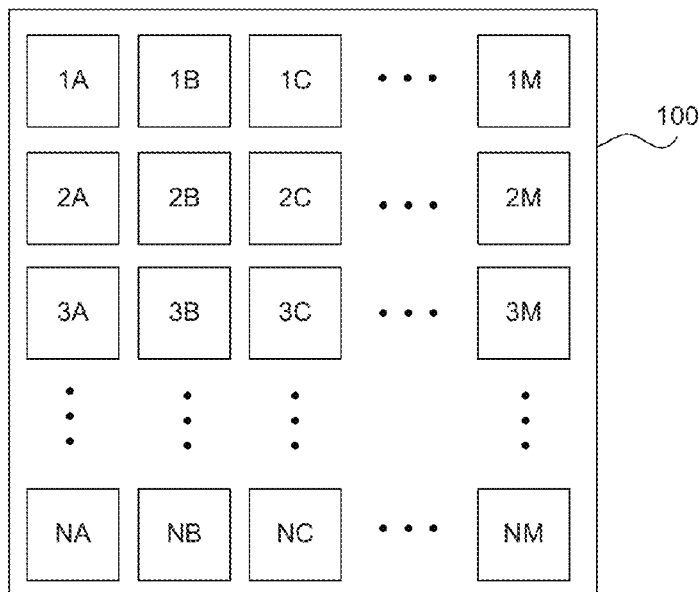 1A 1B 1C • • • 1M
100
2A 2B 2C • • • 2M
3A 3B 3C • • • 3M
NA NB NC • • • NM